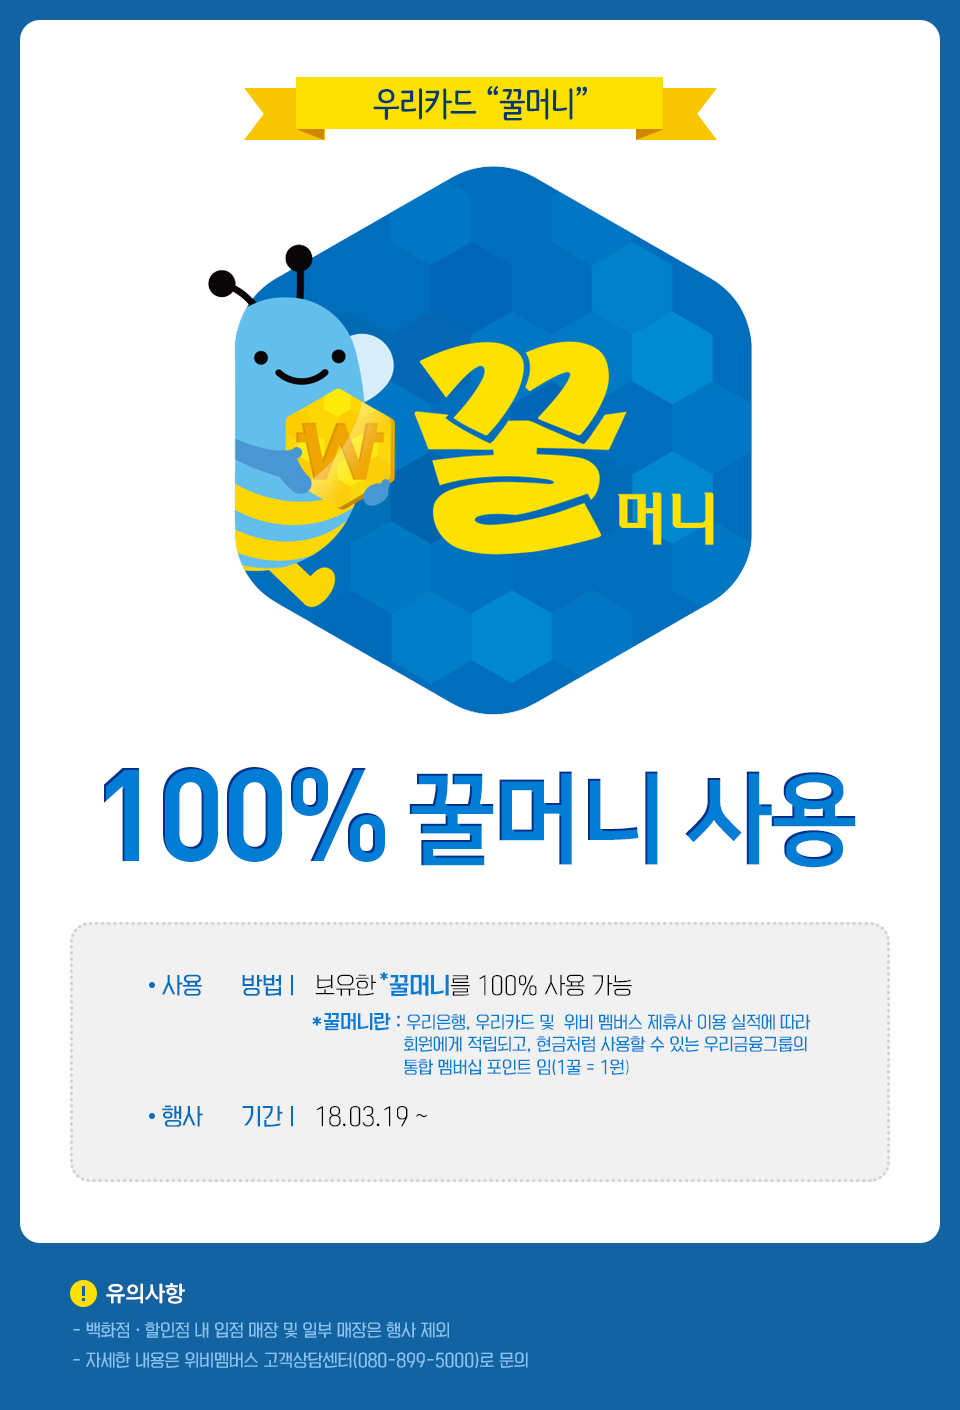 우리카드 “꿀머니”
₩
꿀머니
100% 꿀머니 사용
• 사용 방법 | 보유한 *꿀머니를 100% 사용 가능
*꿀머니란 : 우리은행, 우리카드 및 위비 멤버스 제휴사 이용 실적에 따라
회원에게 적립되고, 현금처럼 사용할 수 있는 우리금융그룹의
통합 멤버십 포인트 임(1꿀 = 1원)
• 행사 기간 | 18.03.19 ~
! 유의사항
- 백화점 · 할인점 내 입점 매장 및 일부 매장은 행사 제외
- 자세한 내용은 위비멤버스 고객상담센터(080-899-5000)로 문의